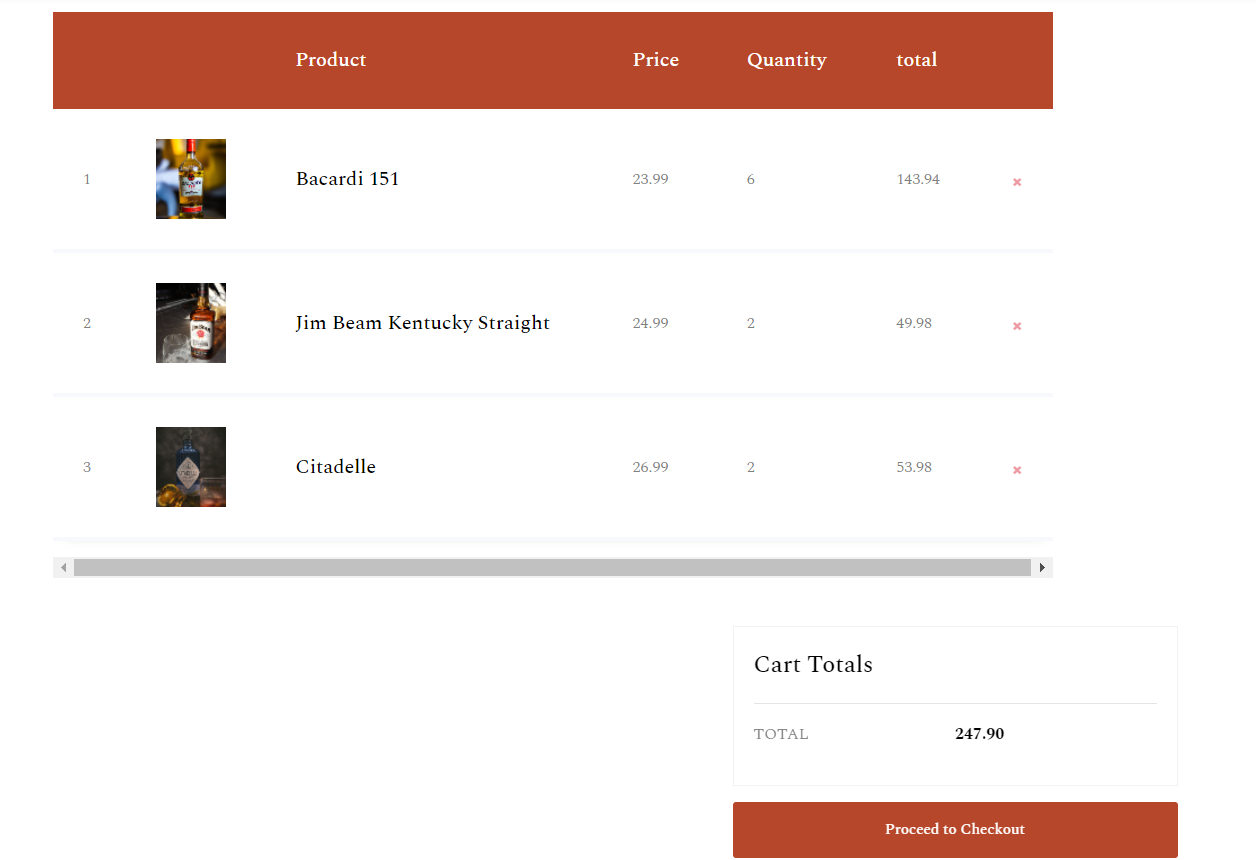 Product Price Quantity total
1 Bacardi 151 23.99 6 143.94
2 Jim Beam Kentucky Straight 24.99 2 49.98
3 Citadelle 26.99 2 53.98
Cart Totals
TOTAL 247.90
Proceed to Checkout